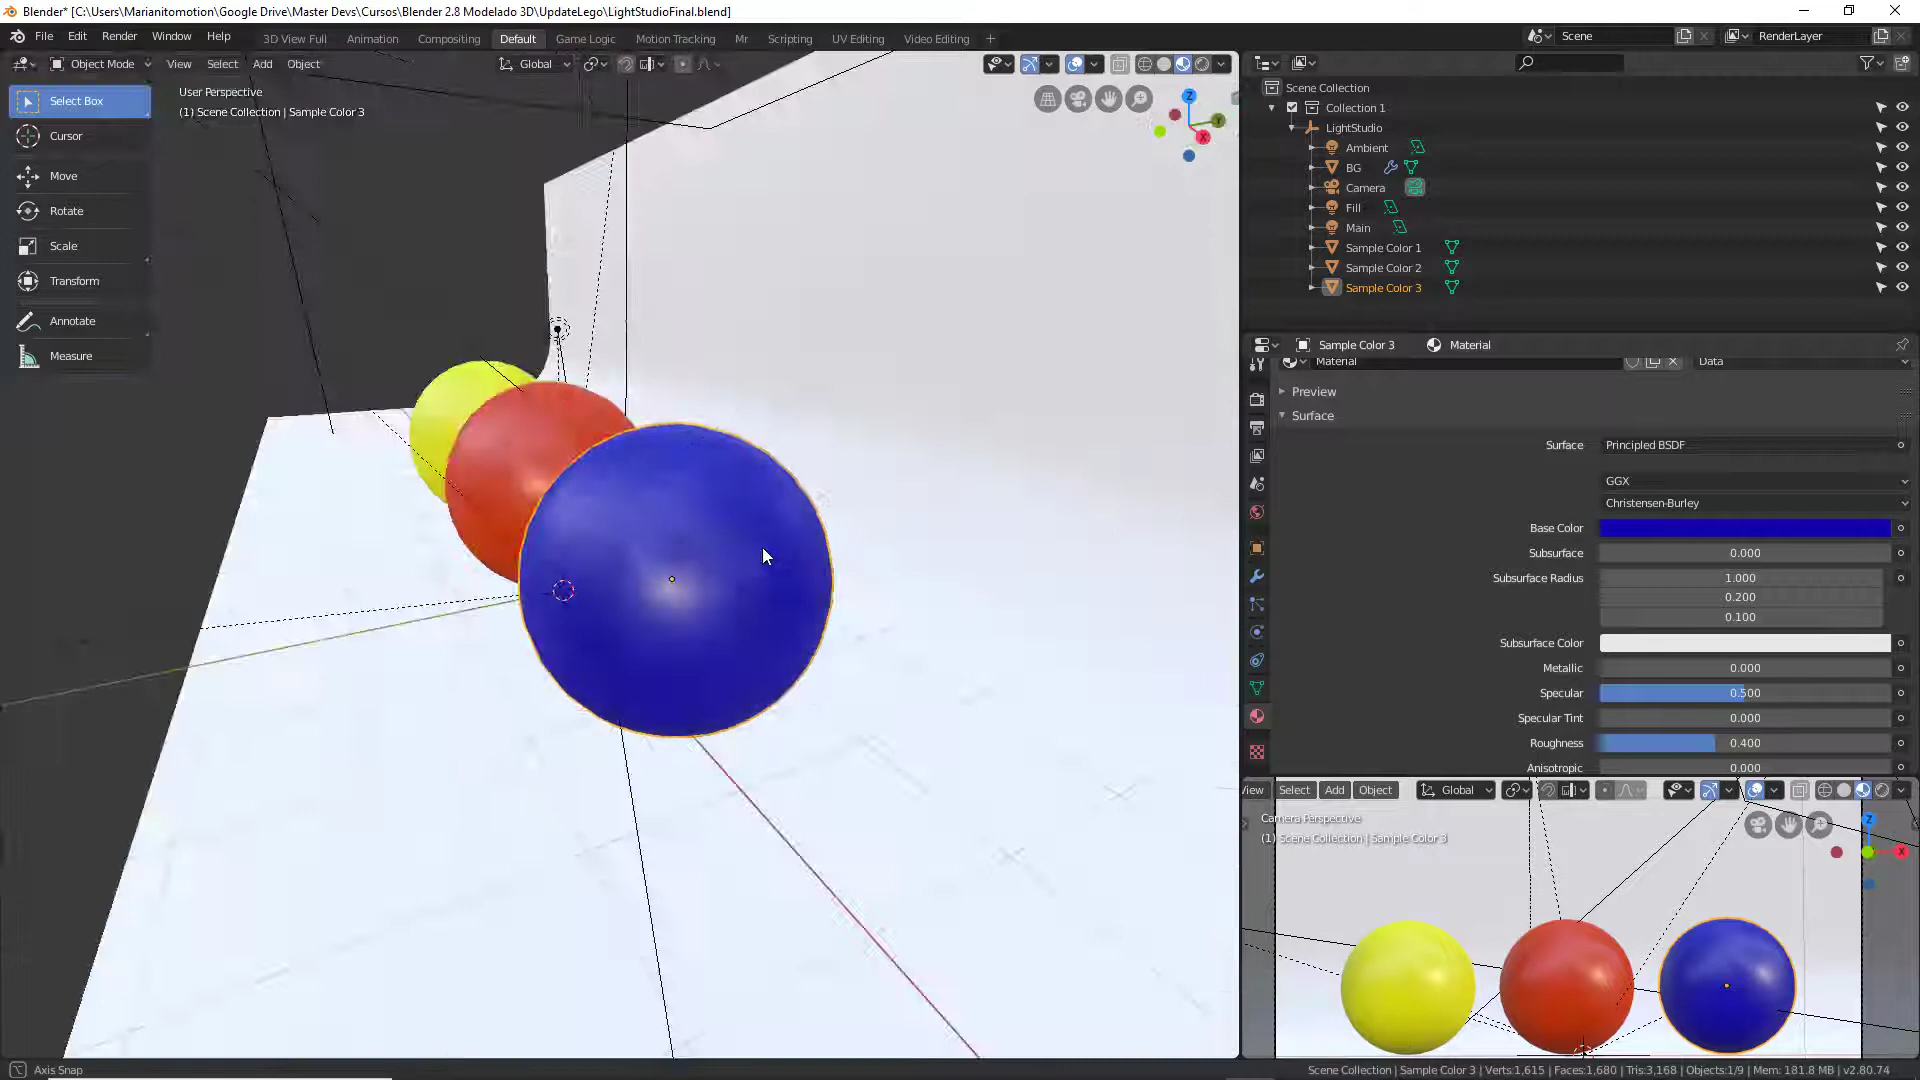 Blender* [C:\Users\Marianitomotion\Google Drive\Master Devs\Cursos\Blender 2.8 Modelado 3D\UpdateLego\LightStudioFinal.blend]
File Edit Render Window Help
3D View Full Animation Compositing Default Game Logic Motion Tracking Mr Scripting UV Editing Video Editing +
Scene
RenderLayer
Object Mode View Select Add Object
Global
Select Box
Cursor
Move
Rotate
Scale
Transform
Annotate
Measure
User Perspective
(1) Scene Collection | Sample Color 3
Z
Y
X
Scene Collection
Collection 1
LightStudio
Ambient
BG
Camera
Fill
Main
Sample Color 1
Sample Color 2
Sample Color 3
Sample Color 3 Material
Material Data
Preview
Surface
Surface Principled BSDF
GGX
Christensen-Burley
Base Color
Subsurface 0.000
Subsurface Radius 1.000
0.200
0.100
Subsurface Color
Metallic 0.000
Specular 0.500
Specular Tint 0.000
Roughness 0.400
Anisotropic 0.000
View Select Add Object Global
Camera Perspective
(1) Scene Collection | Sample Color 3
Z
X
Axis Snap
Scene Collection | Sample Color 3 | Verts:1,615 | Faces:1,680 | Tris:3,168 | Objects:1/9 | Mem: 181.8 MB | v2.80.74